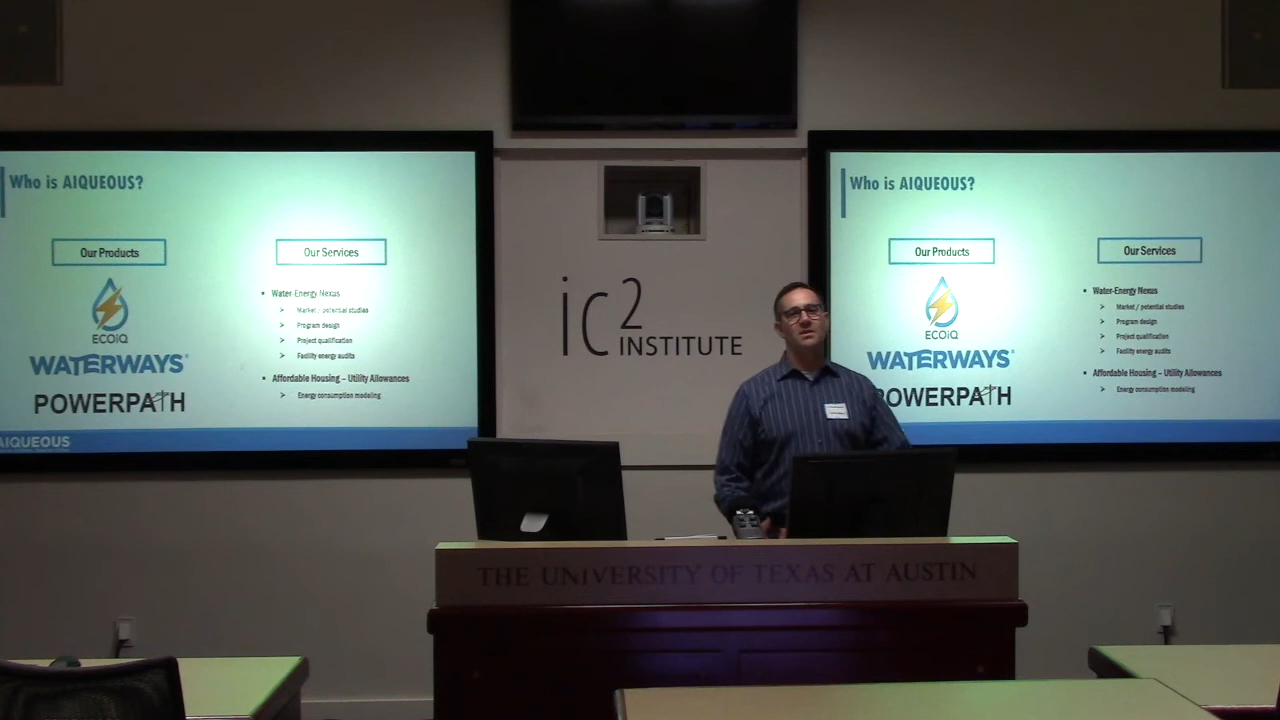 Who is AIQUEOUS?
Our Products
Our Services
ECOiQ
WATERWAYS®
POWERPATH
Water-Energy Nexus
Market / potential studies
Program design
Project qualification
Facility energy audits
Affordable Housing – Utility Allowances
Energy consumption modeling
AIQUEOUS
ic2
INSTITUTE
Who is AIQUEOUS?
Our Products
Our Services
ECOiQ
WATERWAYS®
POWERPATH
Water-Energy Nexus
Market / potential studies
Program design
Project qualification
Facility energy audits
Affordable Housing – Utility Allowances
Energy consumption modeling
THE UNIVERSITY OF TEXAS AT AUSTIN